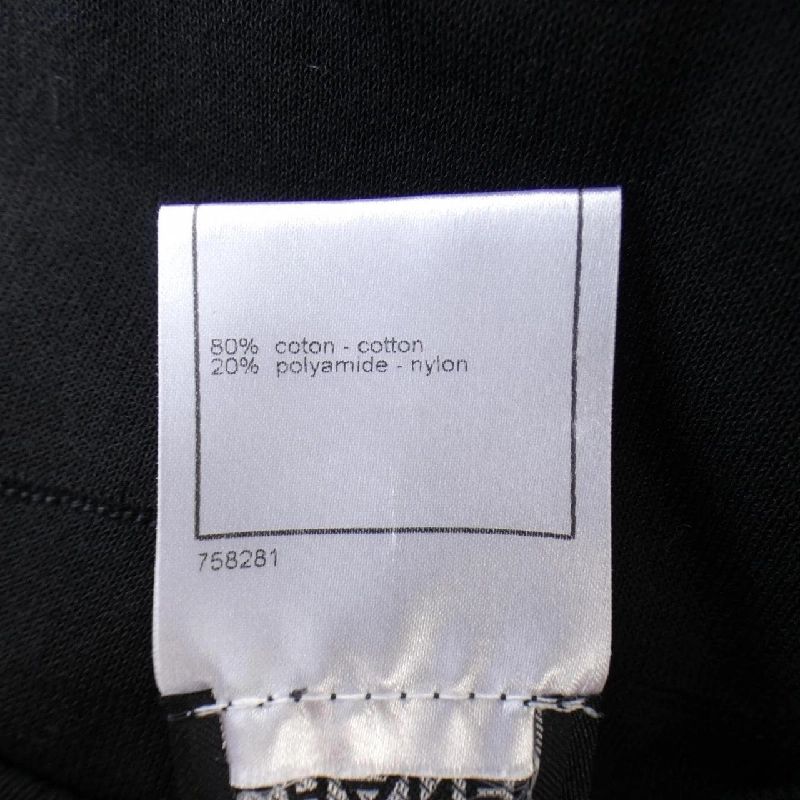 80% coton - cotton
20% polyamide - nylon
758281